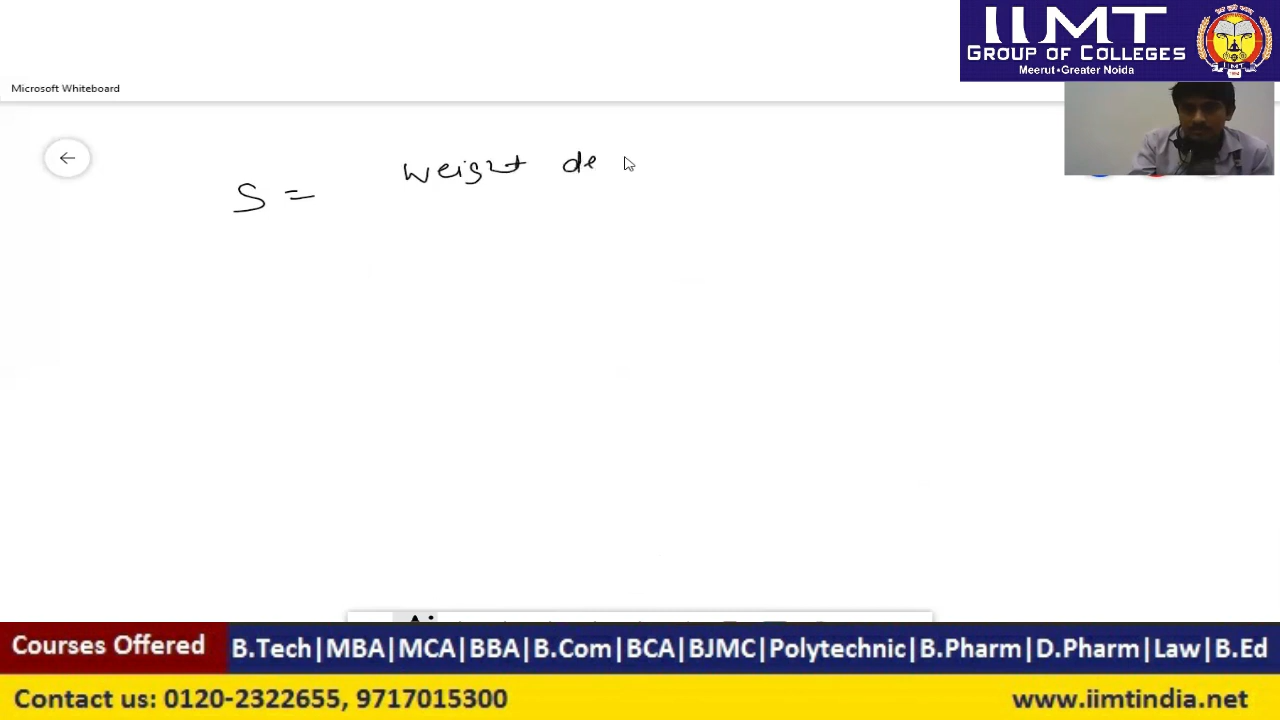 IIMT
GROUP OF COLLEGES
Meerut•Greater Noida
Microsoft Whiteboard
S = weight de
Courses Offered B.Tech|MBA|MCA|BBA|B.Com|BCA|BJMC|Polytechnic|B.Pharm|D.Pharm|Law|B.Ed
Contact us: 0120-2322655, 9717015300 www.iimtindia.net